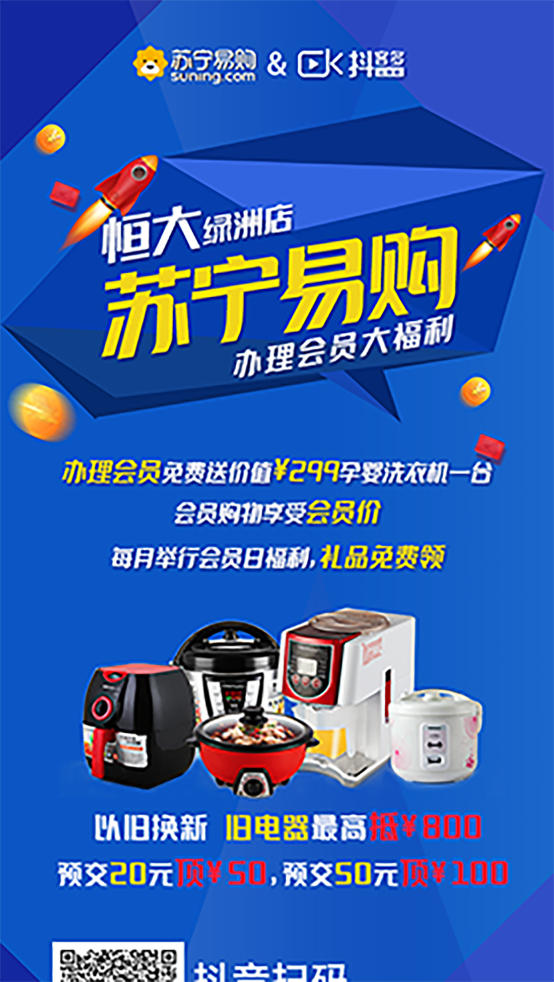 苏宁易购
suning.com
&
抖客多
恒大绿洲店
苏宁易购
办理会员大福利
办理会员免费送价值¥299孕婴洗衣机一台
会员购物享受会员价
每月举行会员日福利,礼品免费领
以旧换新 旧电器最高抵¥800
预交20元顶¥50,预交50元顶¥100
抖音扫码